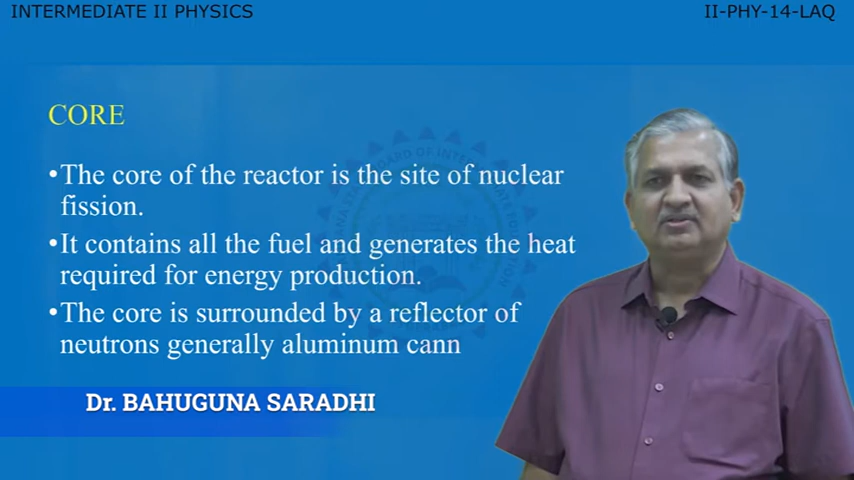 INTERMEDIATE II PHYSICS
II-PHY-14-LAQ
CORE
•The core of the reactor is the site of nuclear
fission.
•It contains all the fuel and generates the heat
required for energy production.
•The core is surrounded by a reflector of
neutrons generally aluminum cann
Dr. BAHUGUNA SARADHI